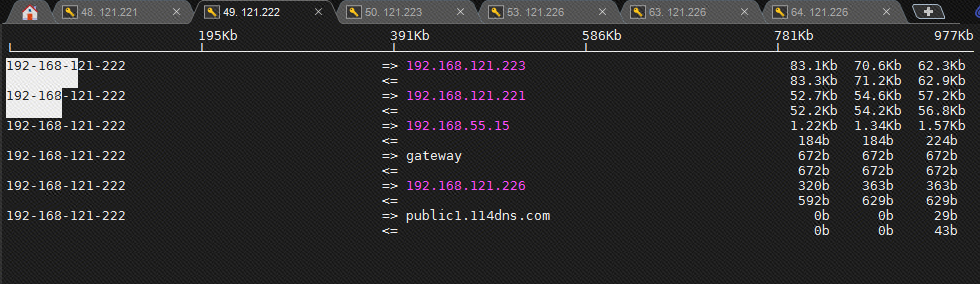 48. 121.221 49. 121.222 50. 121.223 53. 121.226 63. 121.226 64. 121.226
195Kb 391Kb 586Kb 781Kb 977Kb
192-168-121-222 => 192.168.121.223 83.1Kb 70.6Kb 62.3Kb
<= 83.3Kb 71.2Kb 62.9Kb
192-168-121-222 => 192.168.121.221 52.7Kb 54.6Kb 57.2Kb
<= 52.2Kb 54.2Kb 56.8Kb
192-168-121-222 => 192.168.55.15 1.22Kb 1.34Kb 1.57Kb
<= 184b 184b 224b
192-168-121-222 => gateway 672b 672b 672b
<= 672b 672b 672b
192-168-121-222 => 192.168.121.226 320b 363b 363b
<= 592b 629b 629b
192-168-121-222 => public1.114dns.com 0b 0b 29b
<= 0b 0b 43b